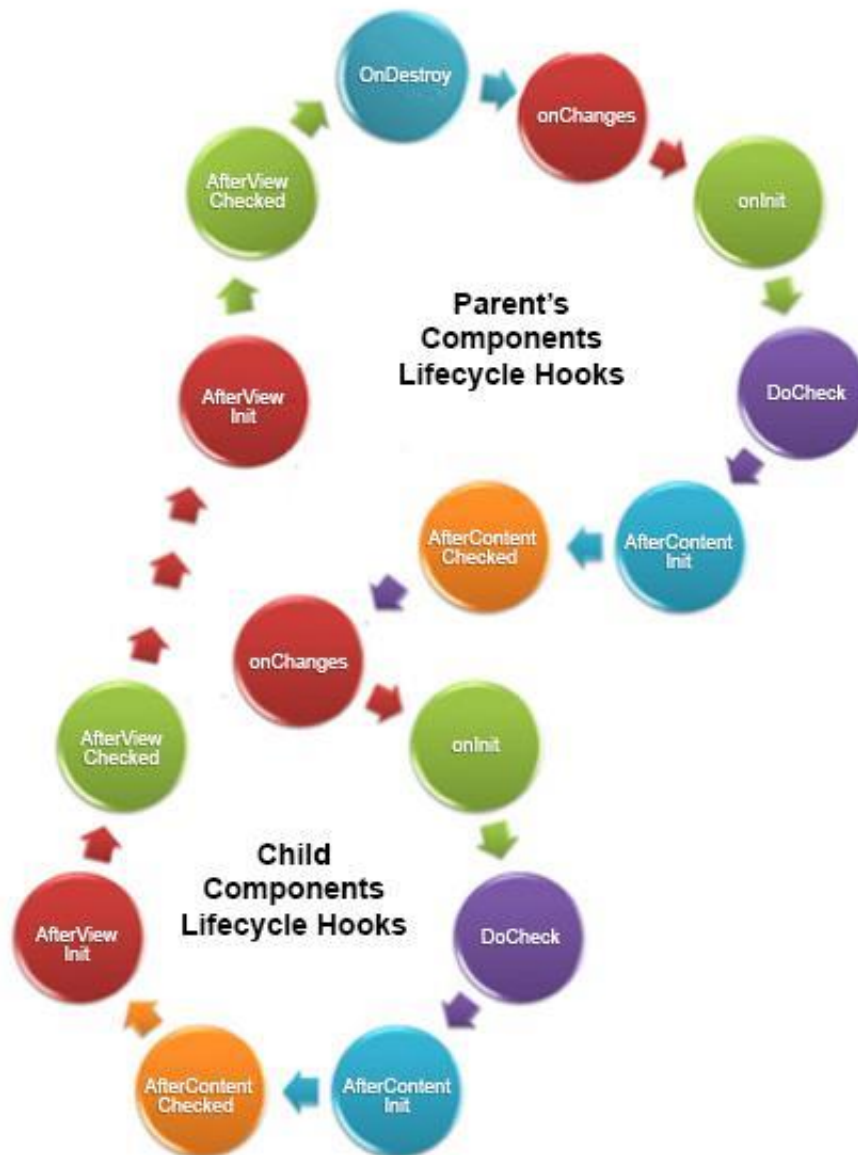 OnDestroy
onChanges
onInit
DoCheck
AfterContent
Init
AfterContent
Checked
Parent's
Components
Lifecycle Hooks
onChanges
onInit
DoCheck
AfterContent
Init
AfterContent
Checked
AfterView
Init
AfterView
Checked
Child
Components
Lifecycle Hooks
AfterView
Init
AfterView
Checked